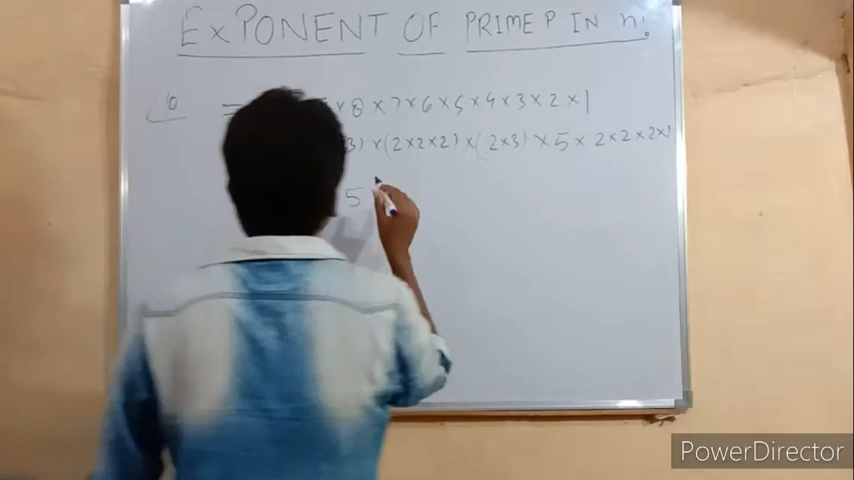 EXPONENT OF PRIME P IN n!
10 = × 8 × 7 × 6 × 5 × 4 × 3 × 2 × 1
3) × (2×2×2) × (2×3) × 5 × 2×2×2×1
5
PowerDirector